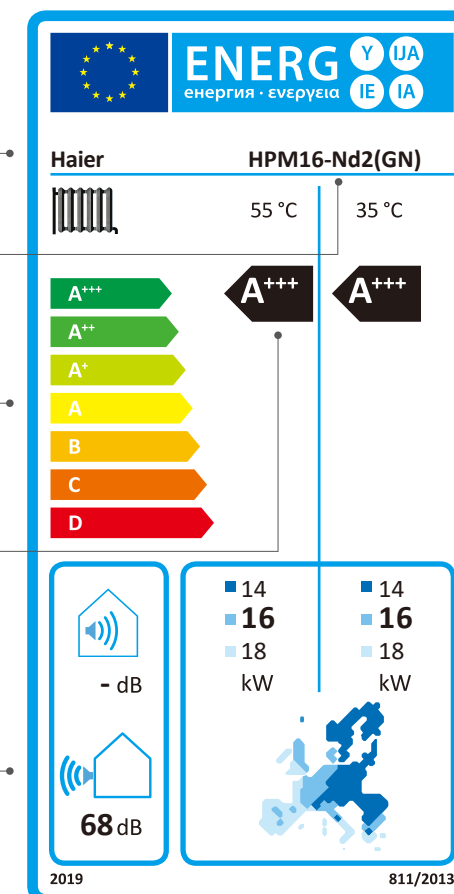 ENERG Y IJA
енергия · ενεργεια IE IA
Haier HPM16-Nd2(GN)
55 °C 35 °C
A+++ A+++ A+++
A++
A+
A
B
C
D
14 14
16 16
18 18
kW kW
- dB
68 dB
2019 811/2013